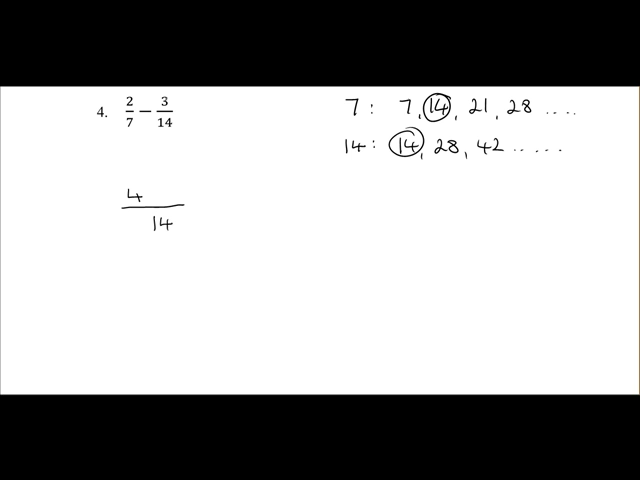 4. 2/7 − 3/14
7 : 7, 14, 21, 28 ....
14 : 14, 28, 42 .....
4
14